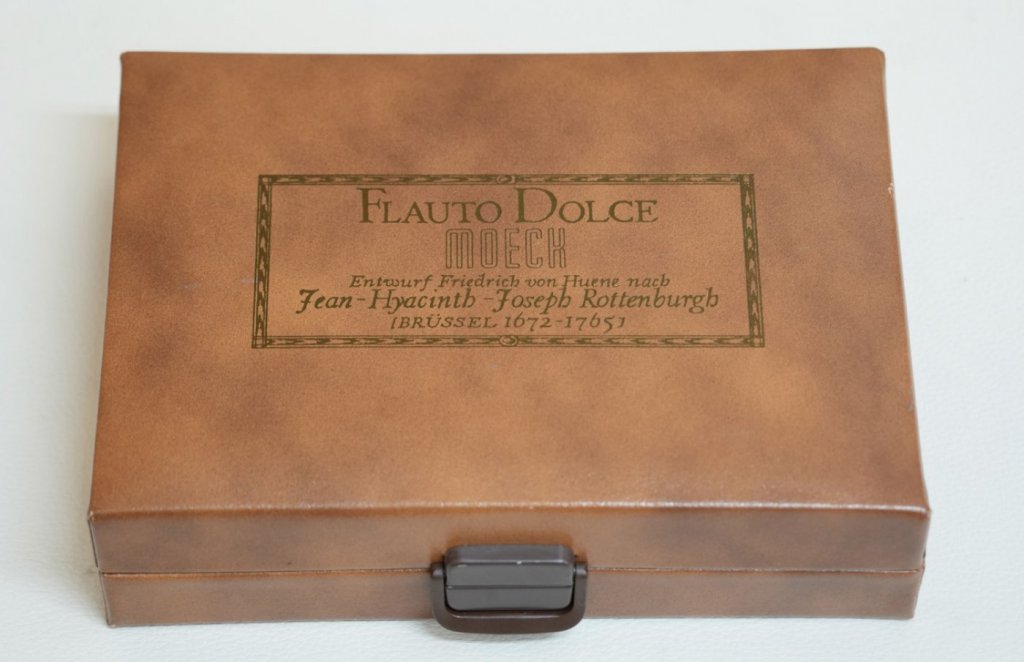 FLAUTO DOLCE
MOECK
Entwurf Friedrich von Huene nach
Jean-Hyacinth-Joseph Rottenburgh
[BRÜSSEL 1672-1765]